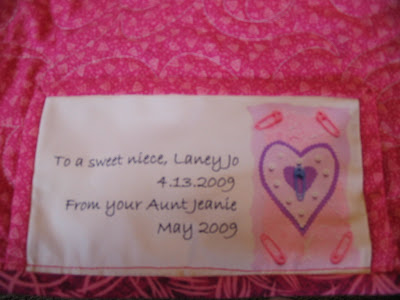 To a sweet niece, Laney Jo
4.13.2009
From your Aunt Jeanie
May 2009